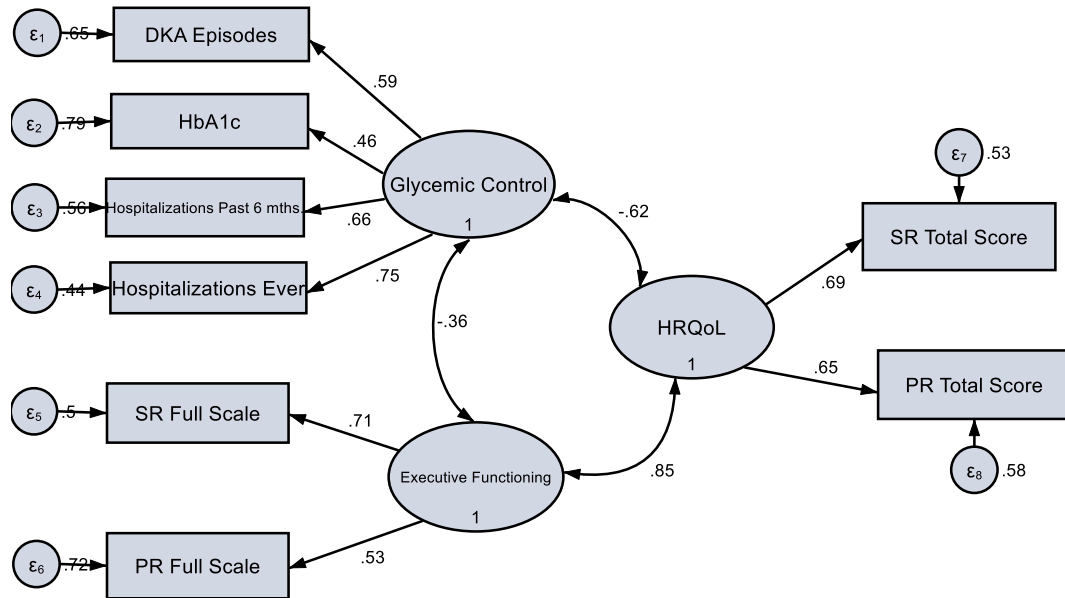 ε₁ .65 DKA Episodes
.59
ε₂ .79 HbA1c
.46
Glycemic Control
1
ε₃ .56 Hospitalizations Past 6 mths.
.66
ε₄ .44 Hospitalizations Ever
.75
-.62
-.36
ε₇ .53
SR Total Score
.69
HRQoL
1
.65
PR Total Score
ε₈ .58
ε₅ .5 SR Full Scale
.71
Executive Functioning
1
.85
ε₆ .72 PR Full Scale
.53